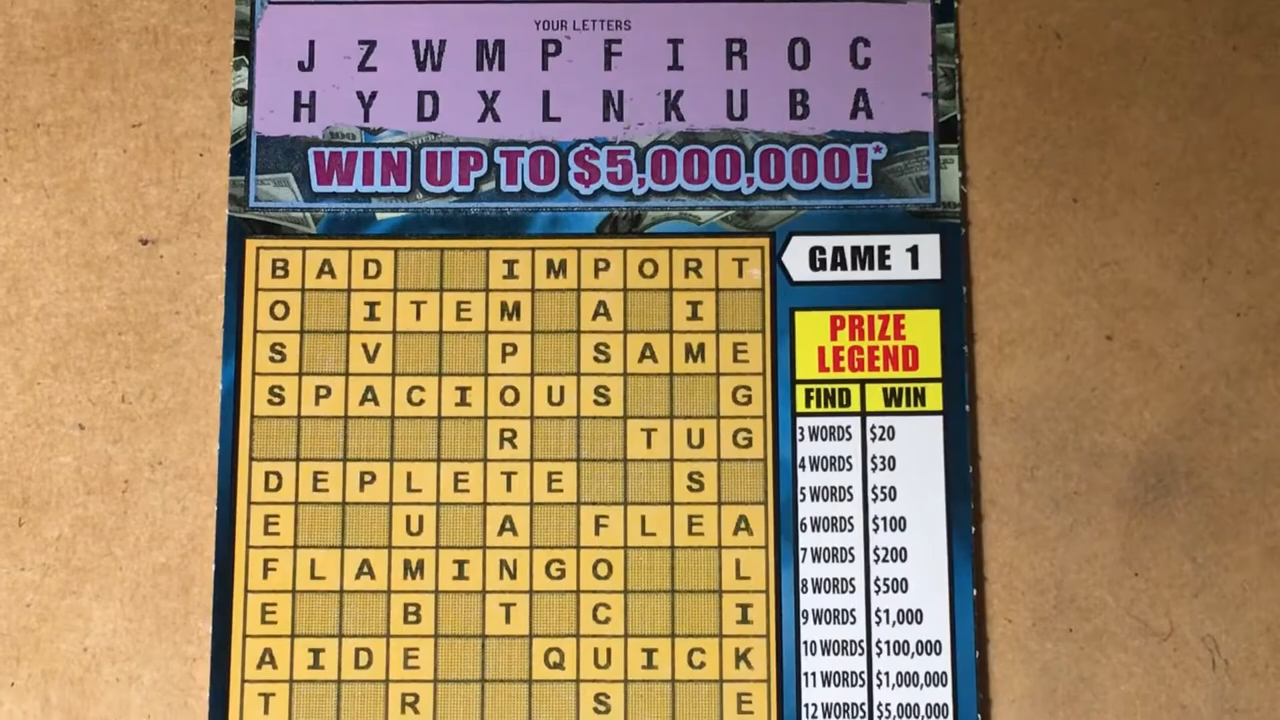 YOUR LETTERS
J Z W M P F I R O C
H Y D X L N K U B A
WIN UP TO $5,000,000!*
B A D I M P O R T
O I T E M A I
S V P S A M E
S P A C I O U S G
R T U G
D E P L E T E S
E U A F L E A
F L A M I N G O L
E B T C I
A I D E Q U I C K
T R S E
GAME 1
PRIZE
LEGEND
FIND WIN
3 WORDS $20
4 WORDS $30
5 WORDS $50
6 WORDS $100
7 WORDS $200
8 WORDS $500
9 WORDS $1,000
10 WORDS $100,000
11 WORDS $1,000,000
12 WORDS $5,000,000